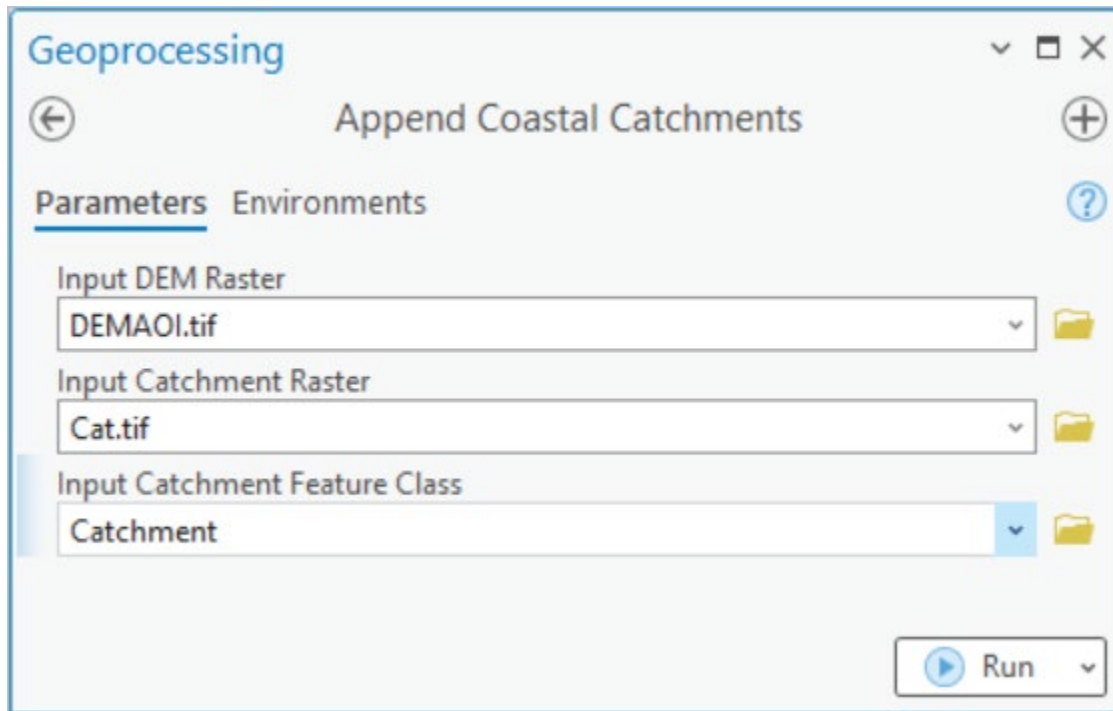 Geoprocessing
Append Coastal Catchments
Parameters Environments
Input DEM Raster
DEMAOI.tif
Input Catchment Raster
Cat.tif
Input Catchment Feature Class
Catchment
Run